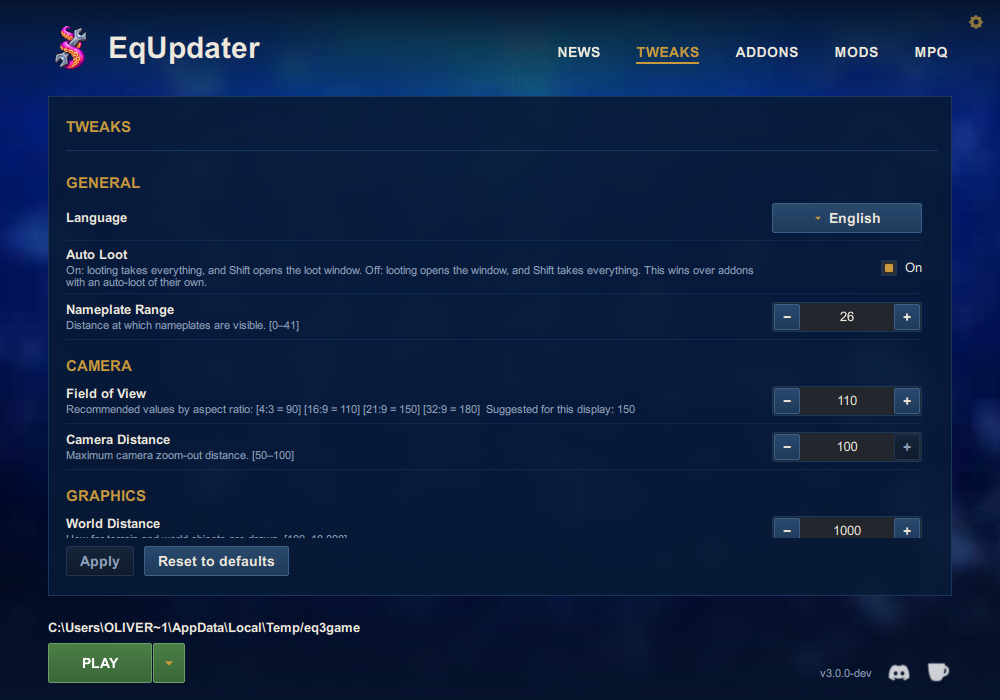 EqUpdater
NEWS TWEAKS ADDONS MODS MPQ
TWEAKS
GENERAL
Language
English
Auto Loot
On: looting takes everything, and Shift opens the loot window. Off: looting opens the window, and Shift takes everything. This wins over addons
with an auto-loot of their own.
On
Nameplate Range
Distance at which nameplates are visible. [0–41]
− 26 +
CAMERA
Field of View
Recommended values by aspect ratio: [4:3 = 90] [16:9 = 110] [21:9 = 150] [32:9 = 180] Suggested for this display: 150
− 110 +
Camera Distance
Maximum camera zoom-out distance. [50–100]
− 100 +
GRAPHICS
World Distance
− 1000 +
Apply Reset to defaults
C:\Users\OLIVER~1\AppData\Local\Temp/eq3game
PLAY
v3.0.0-dev